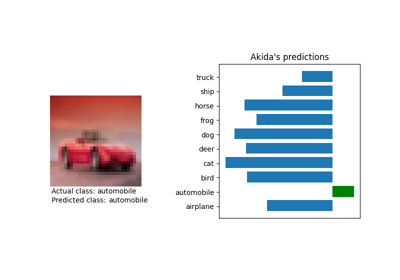 Akida's predictions
truck
ship
horse
frog
dog
deer
cat
bird
automobile
airplane
Actual class: automobile
Predicted class: automobile